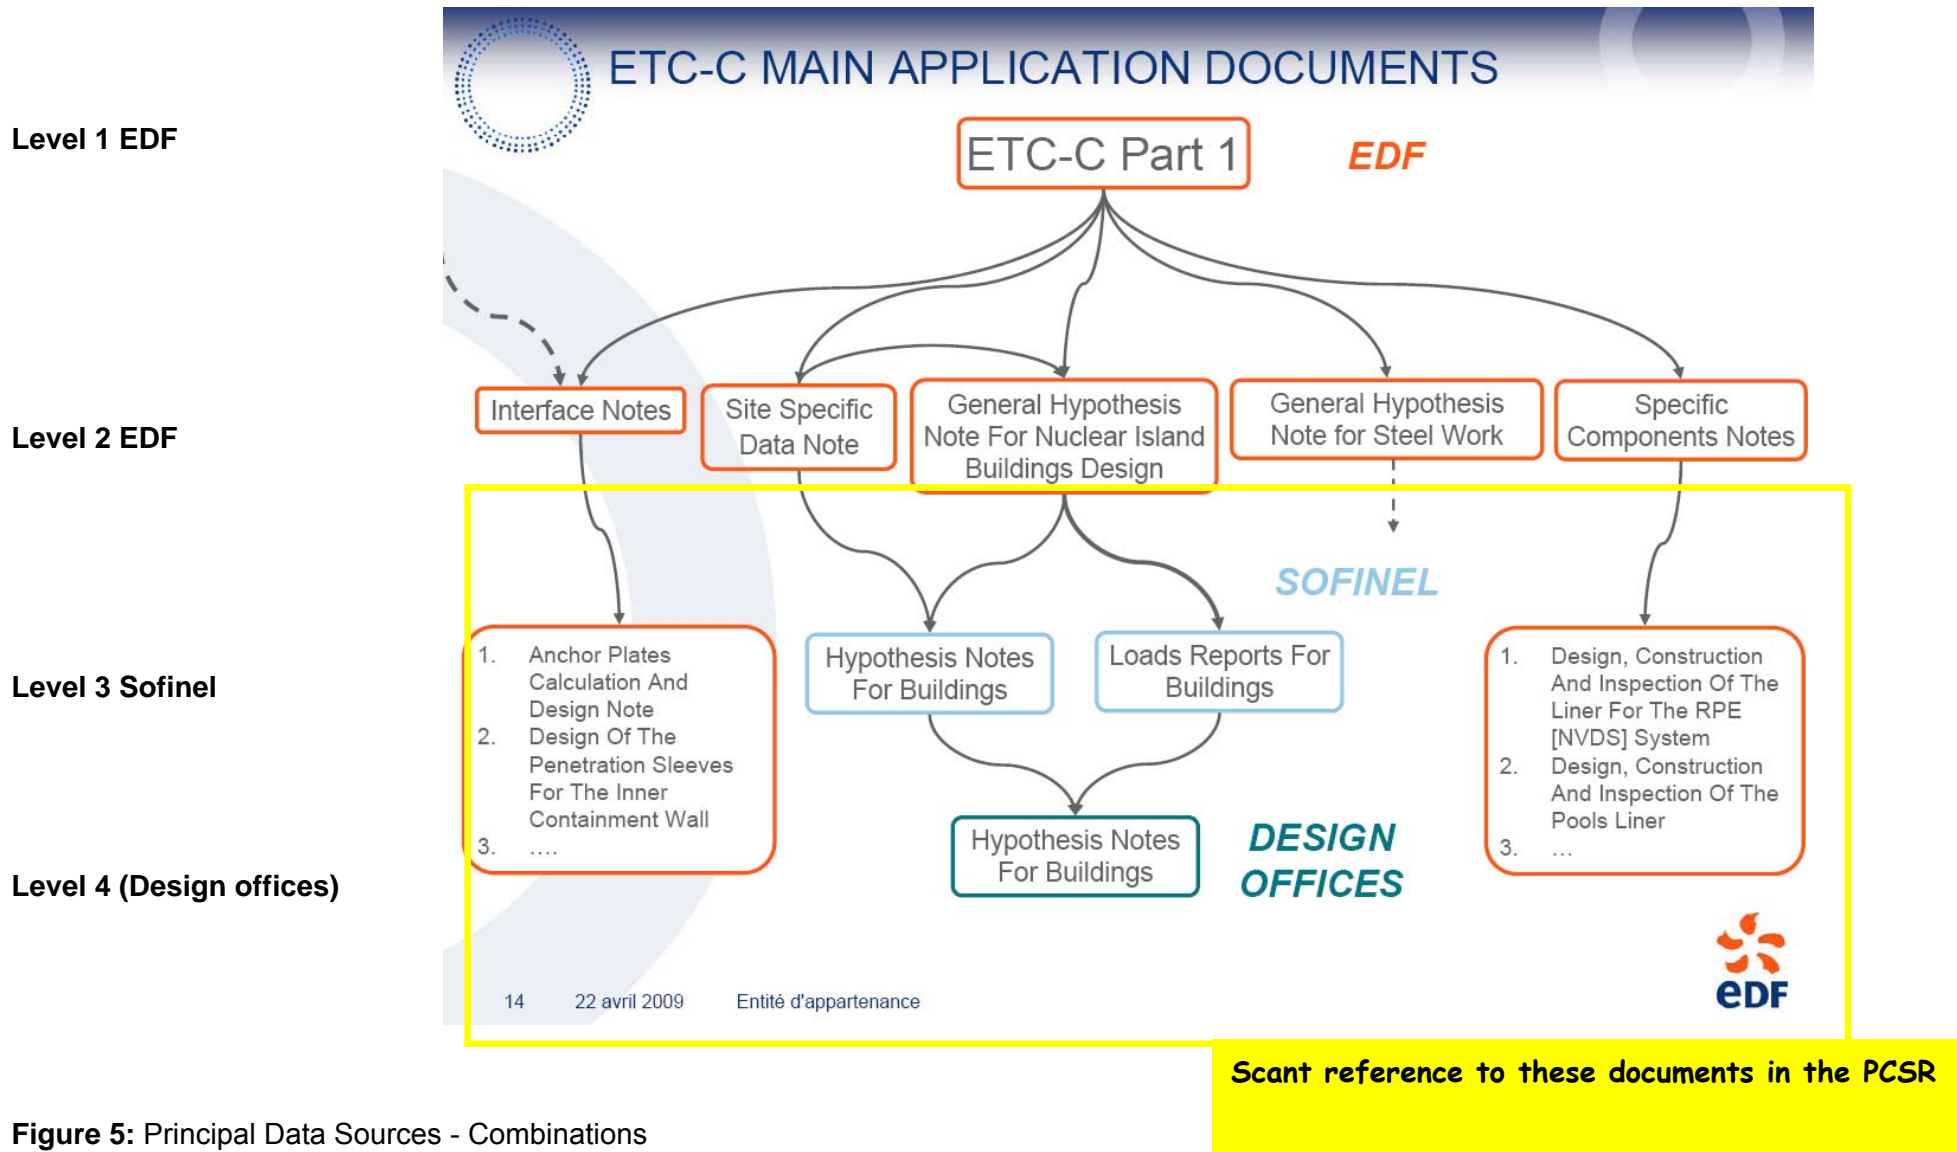 ETC-C MAIN APPLICATION DOCUMENTS
Level 1 EDF
ETC-C Part 1
EDF
Level 2 EDF
Interface Notes
Site Specific
Data Note
General Hypothesis
Note For Nuclear Island
Buildings Design
General Hypothesis
Note for Steel Work
Specific
Components Notes
SOFINEL
Level 3 Sofinel
1. Anchor Plates
Calculation And
Design Note
2. Design Of The
Penetration Sleeves
For The Inner
Containment Wall
3. ....
Hypothesis Notes
For Buildings
Loads Reports For
Buildings
1. Design, Construction
And Inspection Of The
Liner For The RPE
[NVDS] System
2. Design, Construction
And Inspection Of The
Pools Liner
3. ...
Level 4 (Design offices)
Hypothesis Notes
For Buildings
DESIGN
OFFICES
14 22 avril 2009 Entité d'appartenance
eDF
Scant reference to these documents in the PCSR
Figure 5: Principal Data Sources - Combinations